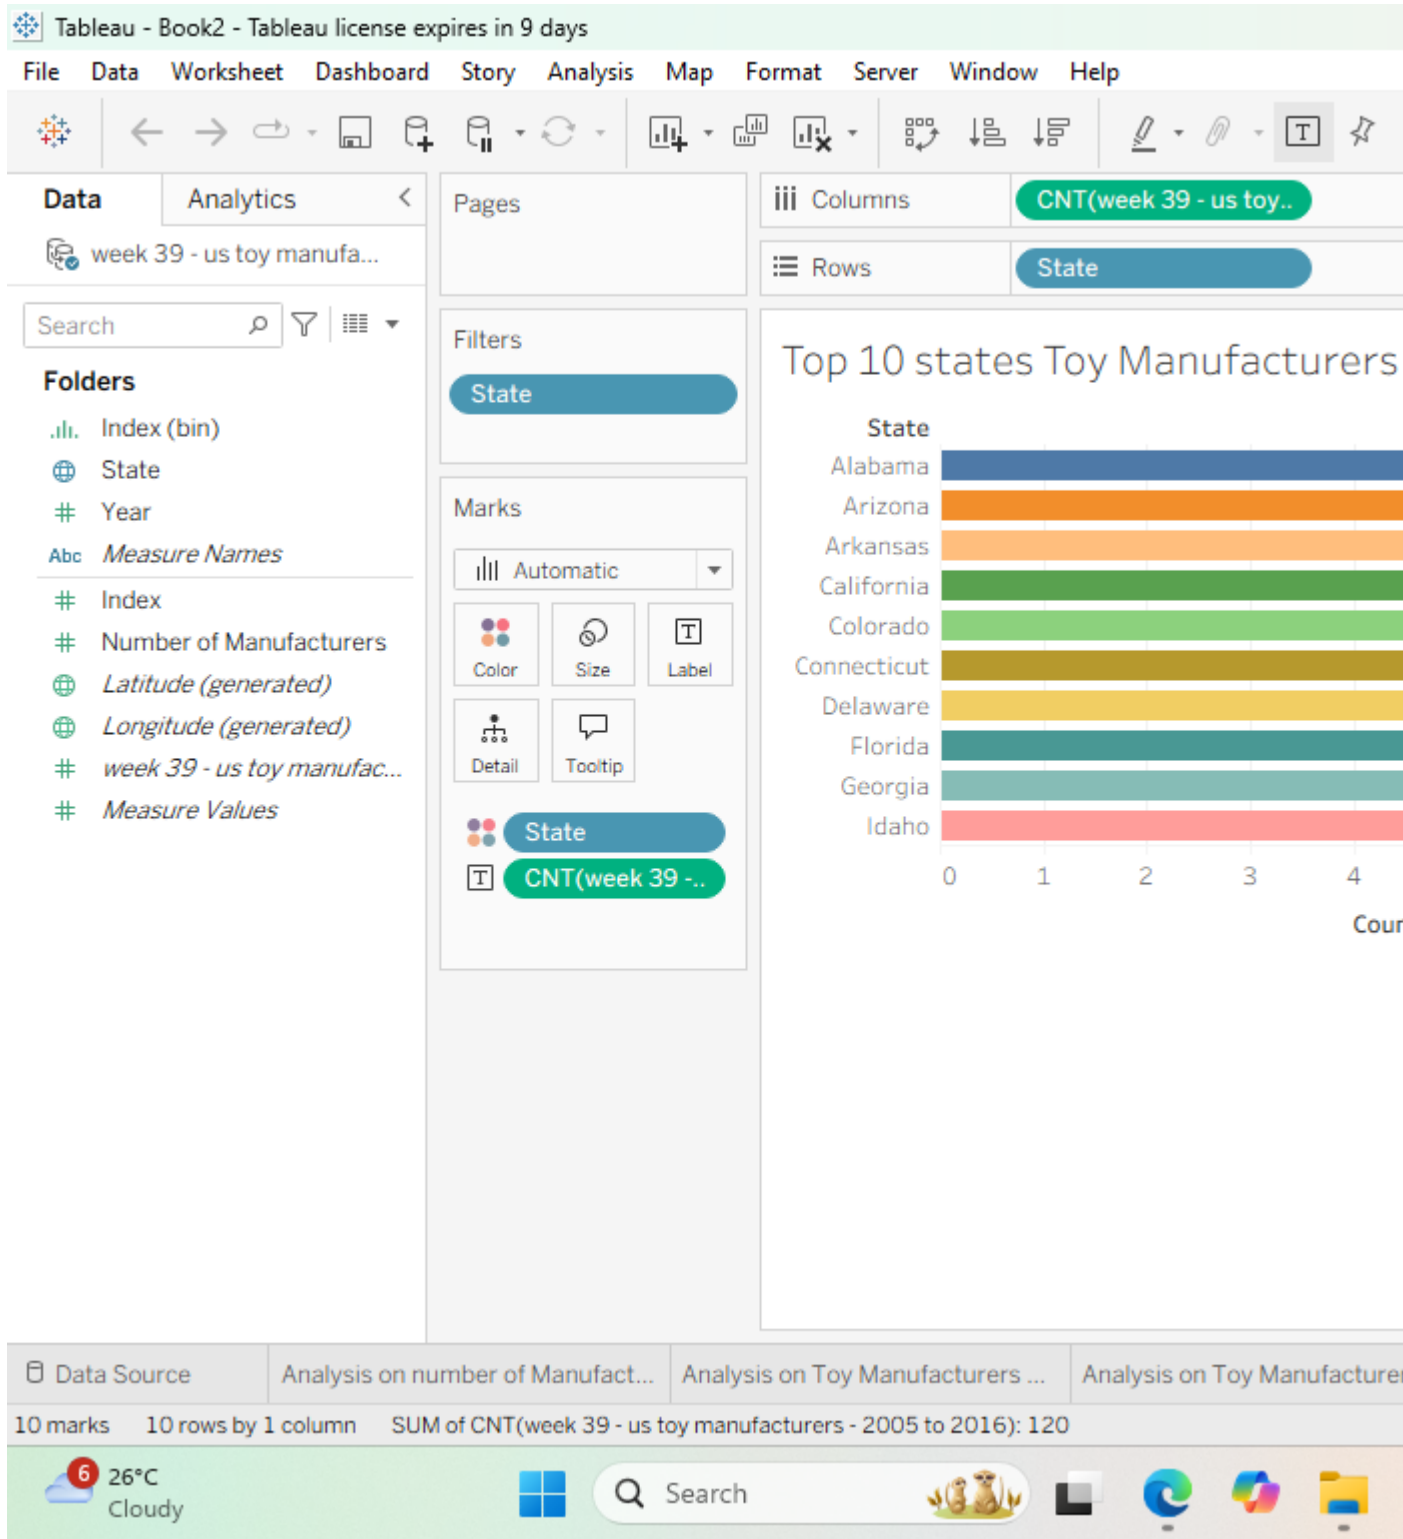 Tableau - Book2 - Tableau license expires in 9 days
File Data Worksheet Dashboard Story Analysis Map Format Server Window Help
Data Analytics
week 39 - us toy manufa...
Search
Folders
Index (bin)
State
Year
Abc Measure Names
Index
Number of Manufacturers
Latitude (generated)
Longitude (generated)
week 39 - us toy manufac...
Measure Values
Pages
Filters
State
Marks
Automatic
Color Size Label
Detail Tooltip
State
CNT(week 39 -..
Columns CNT(week 39 - us toy..
Rows State
Top 10 states Toy Manufacturers
State
Alabama
Arizona
Arkansas
California
Colorado
Connecticut
Delaware
Florida
Georgia
Idaho
0 1 2 3 4
Coun
Data Source Analysis on number of Manufact... Analysis on Toy Manufacturers ... Analysis on Toy Manufacturer
10 marks 10 rows by 1 column SUM of CNT(week 39 - us toy manufacturers - 2005 to 2016): 120
6 26°C
Cloudy
Search